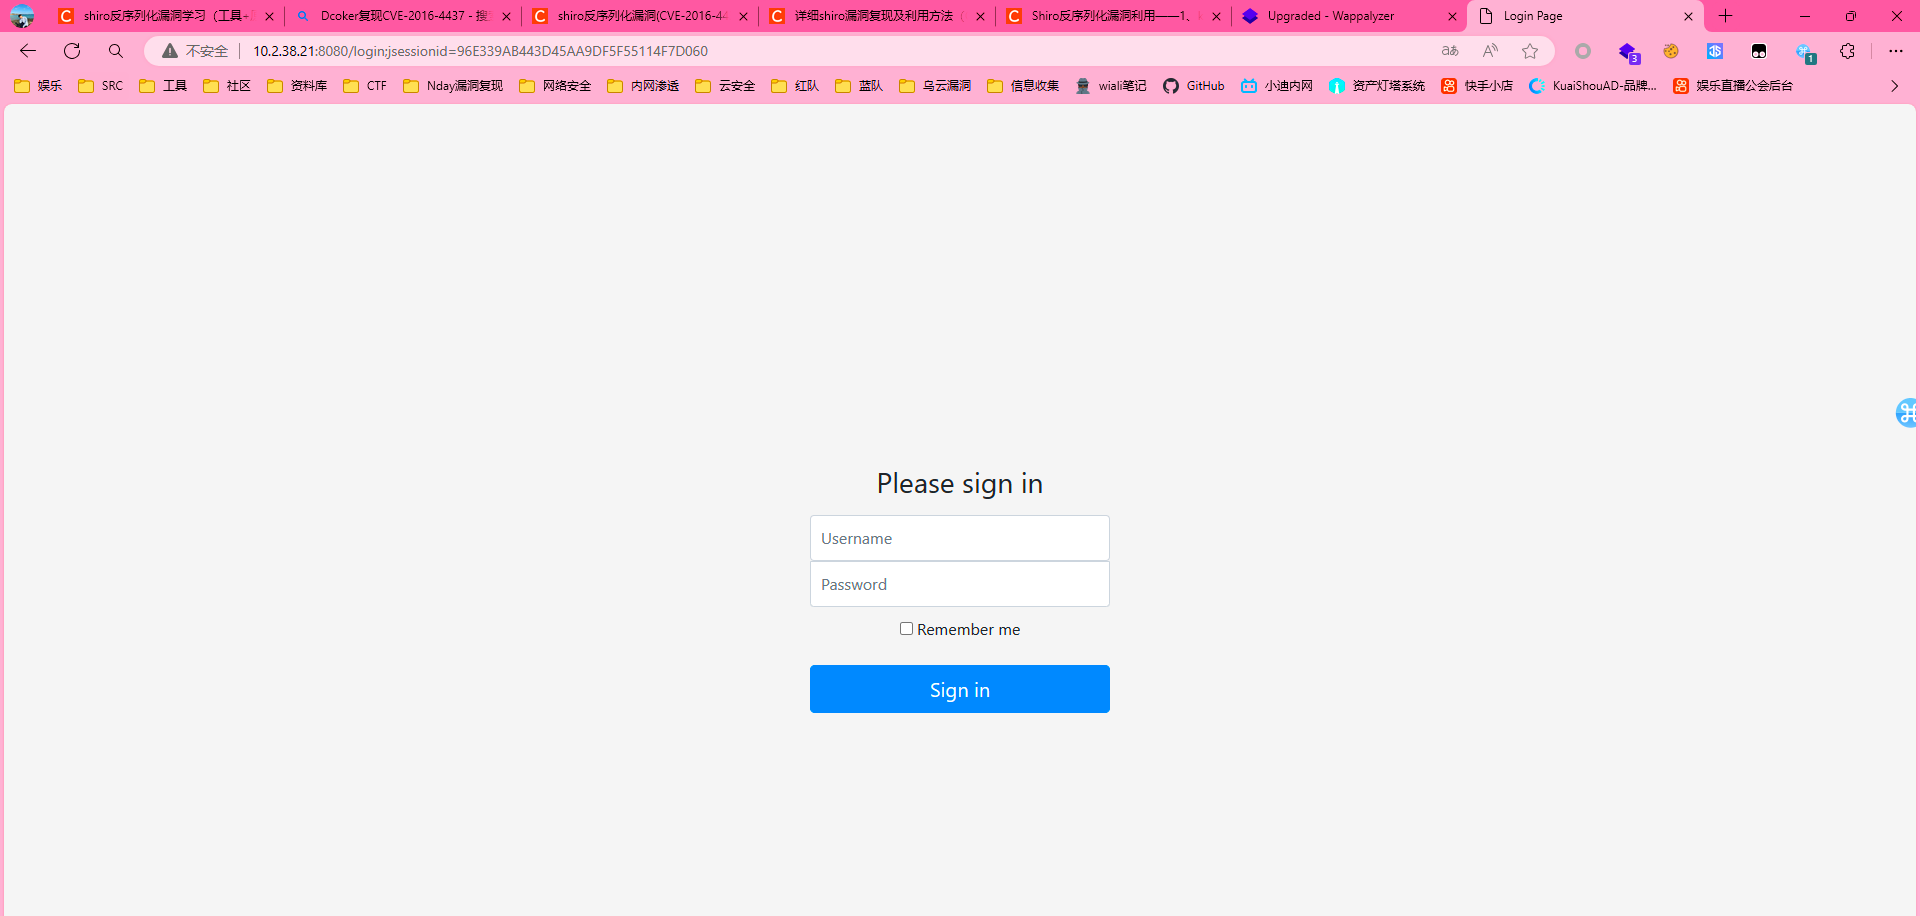 shiro反序列化漏洞学习（工具+
Dcoker复现CVE-2016-4437 - 搜
shiro反序列化漏洞(CVE-2016-44
详细shiro漏洞复现及利用方法
Shiro反序列化漏洞利用——1、
Upgraded - Wappalyzer
Login Page
不安全
10.2.38.21:8080/login;jsessionid=96E339AB443D45AA9DF5F55114F7D060
aあ
3
1
娱乐
SRC
工具
社区
资料库
CTF
Nday漏洞复现
网络安全
内网渗透
云安全
红队
蓝队
乌云漏洞
信息收集
wiali笔记
GitHub
小迪内网
资产灯塔系统
快手小店
KuaiShouAD-品牌...
娱乐直播公会后台
Please sign in
Username
Password
Remember me
Sign in